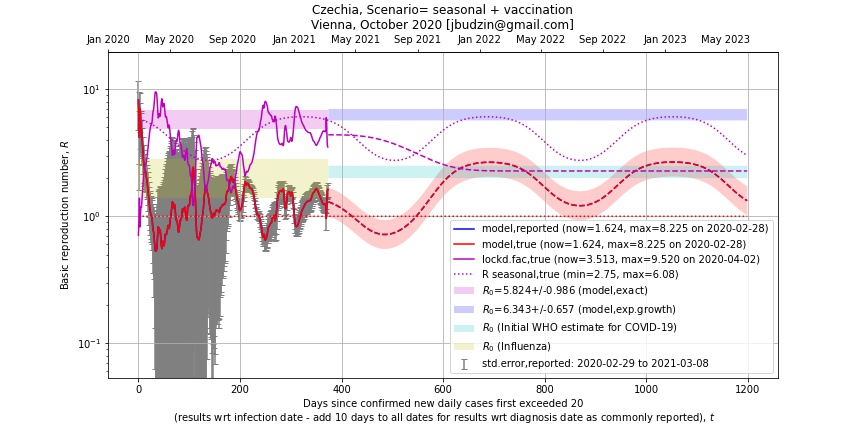 Czechia, Scenario= seasonal + vaccination
Vienna, October 2020 [jbudzin@gmail.com]
Jan 2020 May 2020 Sep 2020 Jan 2021 May 2021 Sep 2021 Jan 2022 May 2022 Sep 2022 Jan 2023 May 2023
10¹
10⁰
10⁻¹
Basic reproduction number, R
model,reported (now=1.624, max=8.225 on 2020-02-28)
model,true (now=1.624, max=8.225 on 2020-02-28)
lockd.fac,true (now=3.513, max=9.520 on 2020-04-02)
R seasonal,true (min=2.75, max=6.08)
R₀=5.824+/-0.986 (model,exact)
R₀=6.343+/-0.657 (model,exp.growth)
R₀ (Initial WHO estimate for COVID-19)
R₀ (Influenza)
std.error,reported: 2020-02-29 to 2021-03-08
0 200 400 600 800 1000 1200
Days since confirmed new daily cases first exceeded 20
(results wrt infection date - add 10 days to all dates for results wrt diagnosis date as commonly reported), t